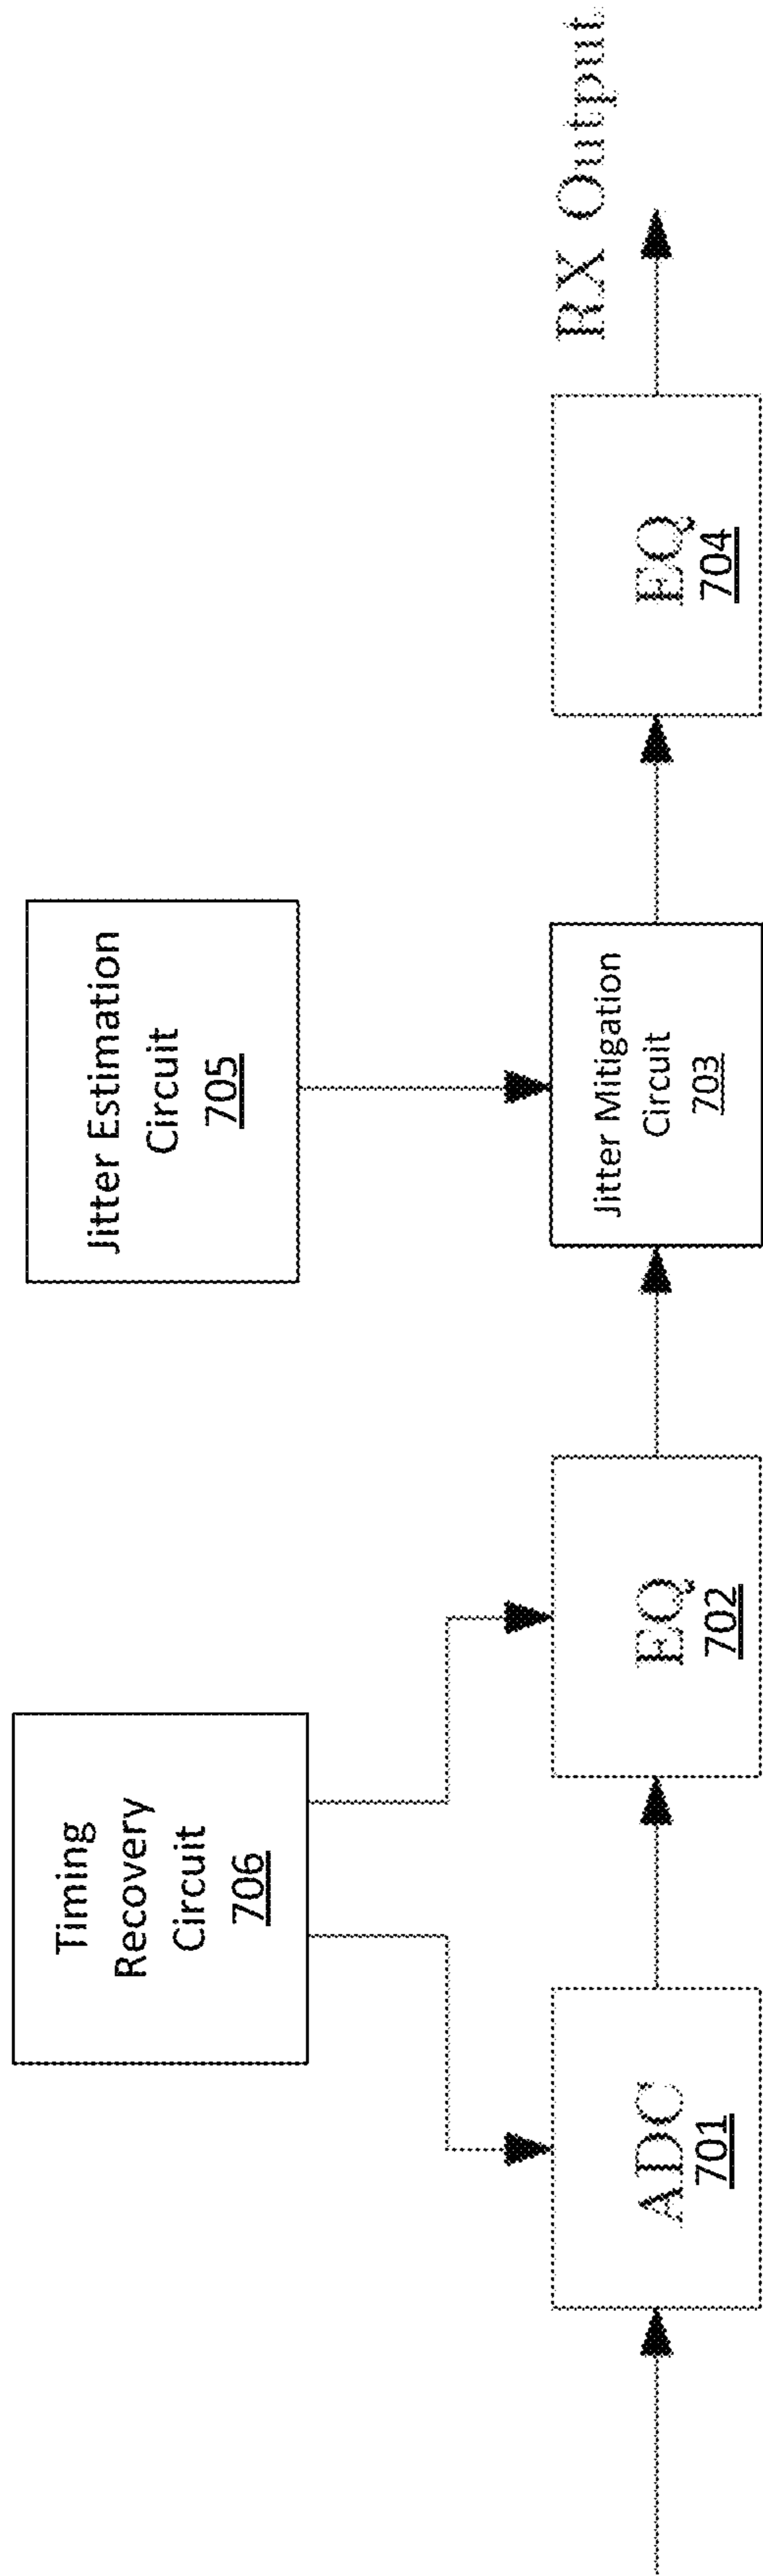 Timing
Recovery
Circuit
706
Jitter Estimation
Circuit
705
ADC
701
EQ
702
Jitter Mitigation
Circuit
703
EQ
704
RX Output